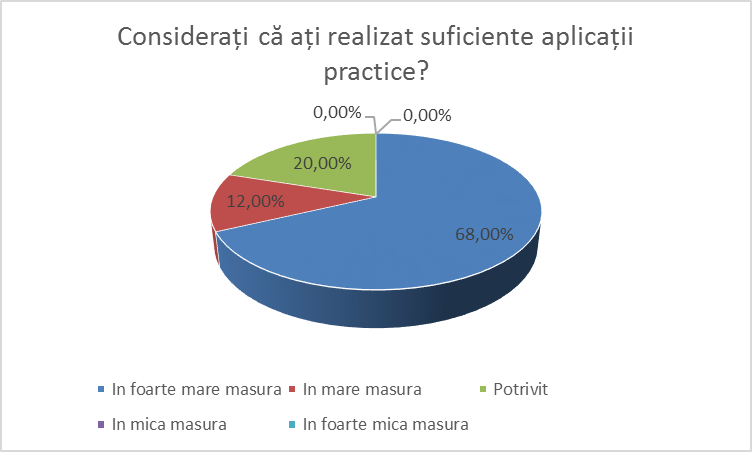 Considerați că ați realizat suficiente aplicații
practice?
0,00% 0,00%
20,00%
12,00%
68,00%
In foarte mare masura In mare masura Potrivit
In mica masura In foarte mica masura